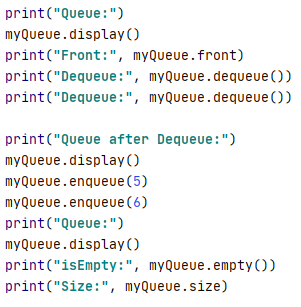 print("Queue:")
myQueue.display()
print("Front:", myQueue.front)
print("Dequeue:", myQueue.dequeue())
print("Dequeue:", myQueue.dequeue())
print("Queue after Dequeue:")
myQueue.display()
myQueue.enqueue(5)
myQueue.enqueue(6)
print("Queue:")
myQueue.display()
print("isEmpty:", myQueue.empty())
print("Size:", myQueue.size)